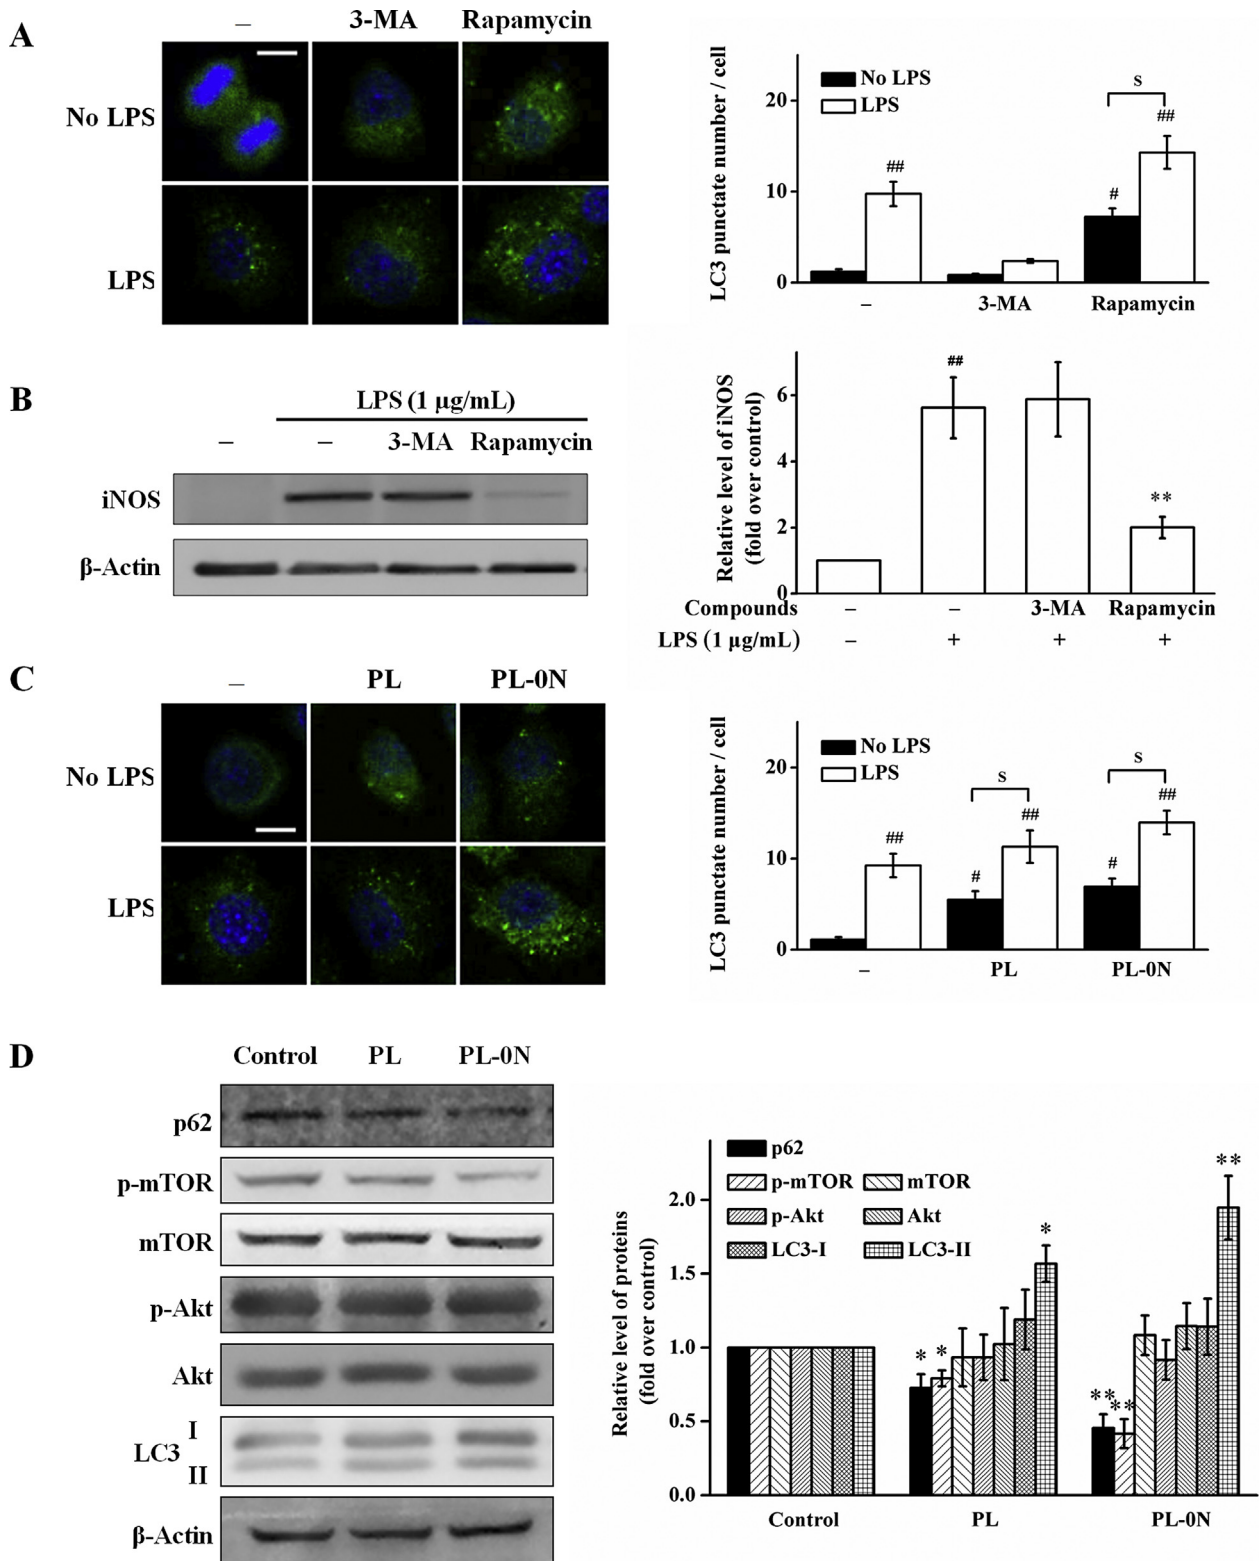 A
– 3-MA Rapamycin
No LPS
LPS
LC3 punctate number / cell
20
10
0
No LPS
LPS
##
#
s
##
– 3-MA Rapamycin
B
LPS (1 μg/mL)
– – 3-MA Rapamycin
iNOS
β-Actin
Relative level of iNOS
(fold over control)
6
4
2
0
##
**
Compounds – – 3-MA Rapamycin
LPS (1 μg/mL) – + + +
C
– PL PL-0N
No LPS
LPS
LC3 punctate number / cell
20
10
0
No LPS
LPS
##
#
s
##
#
s
##
– PL PL-0N
D
Control PL PL-0N
p62
p-mTOR
mTOR
p-Akt
Akt
LC3 I
II
β-Actin
Relative level of proteins
(fold over control)
2.0
1.5
1.0
0.5
0.0
p62
p-mTOR mTOR
p-Akt Akt
LC3-I LC3-II
* * *
** ** **
Control PL PL-0N